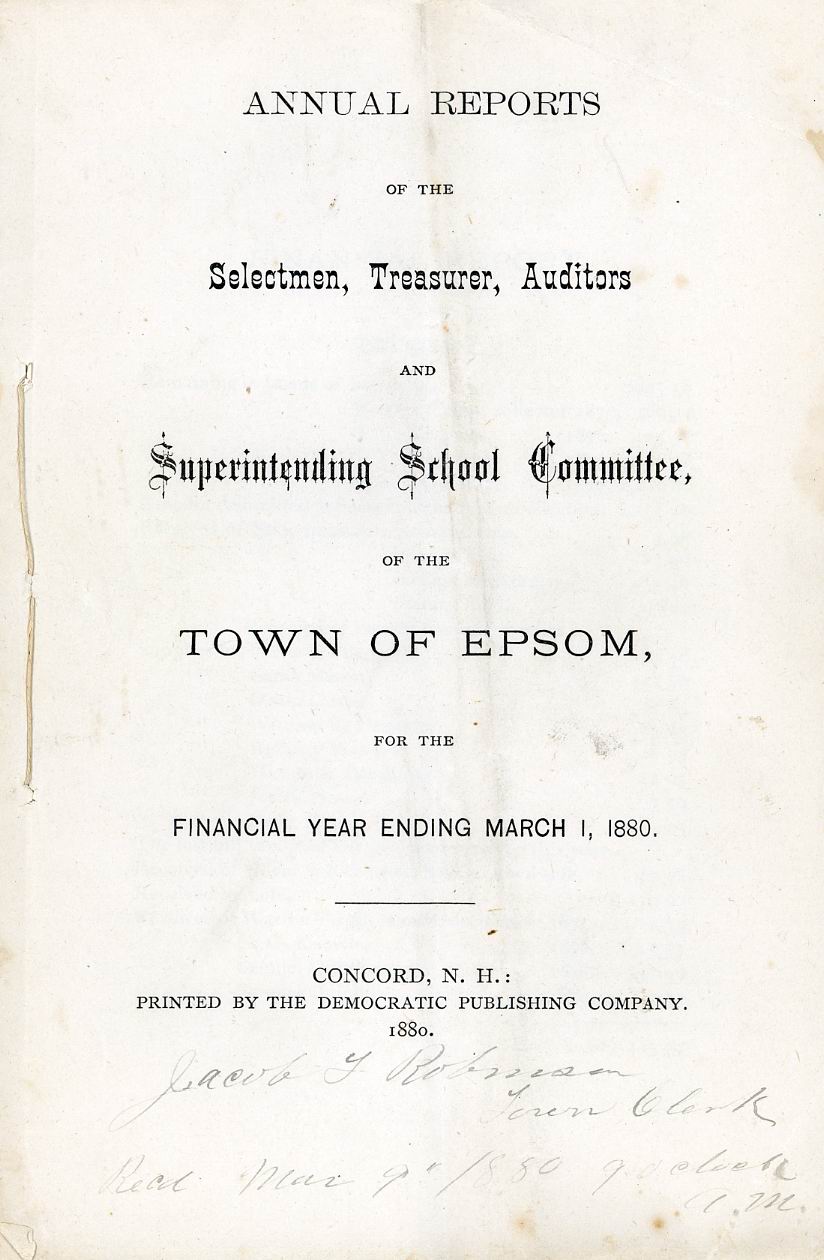 ANNUAL REPORTS
OF THE
Selectmen, Treasurer, Auditors
AND
Superintending School Committee,
OF THE
TOWN OF EPSOM,
FOR THE
FINANCIAL YEAR ENDING MARCH 1, 1880.
CONCORD, N. H.:
PRINTED BY THE DEMOCRATIC PUBLISHING COMPANY.
1880.
Jacob F Robinson
Town Clerk
Recd Mar 9" 1880 9 oclock
A.M.